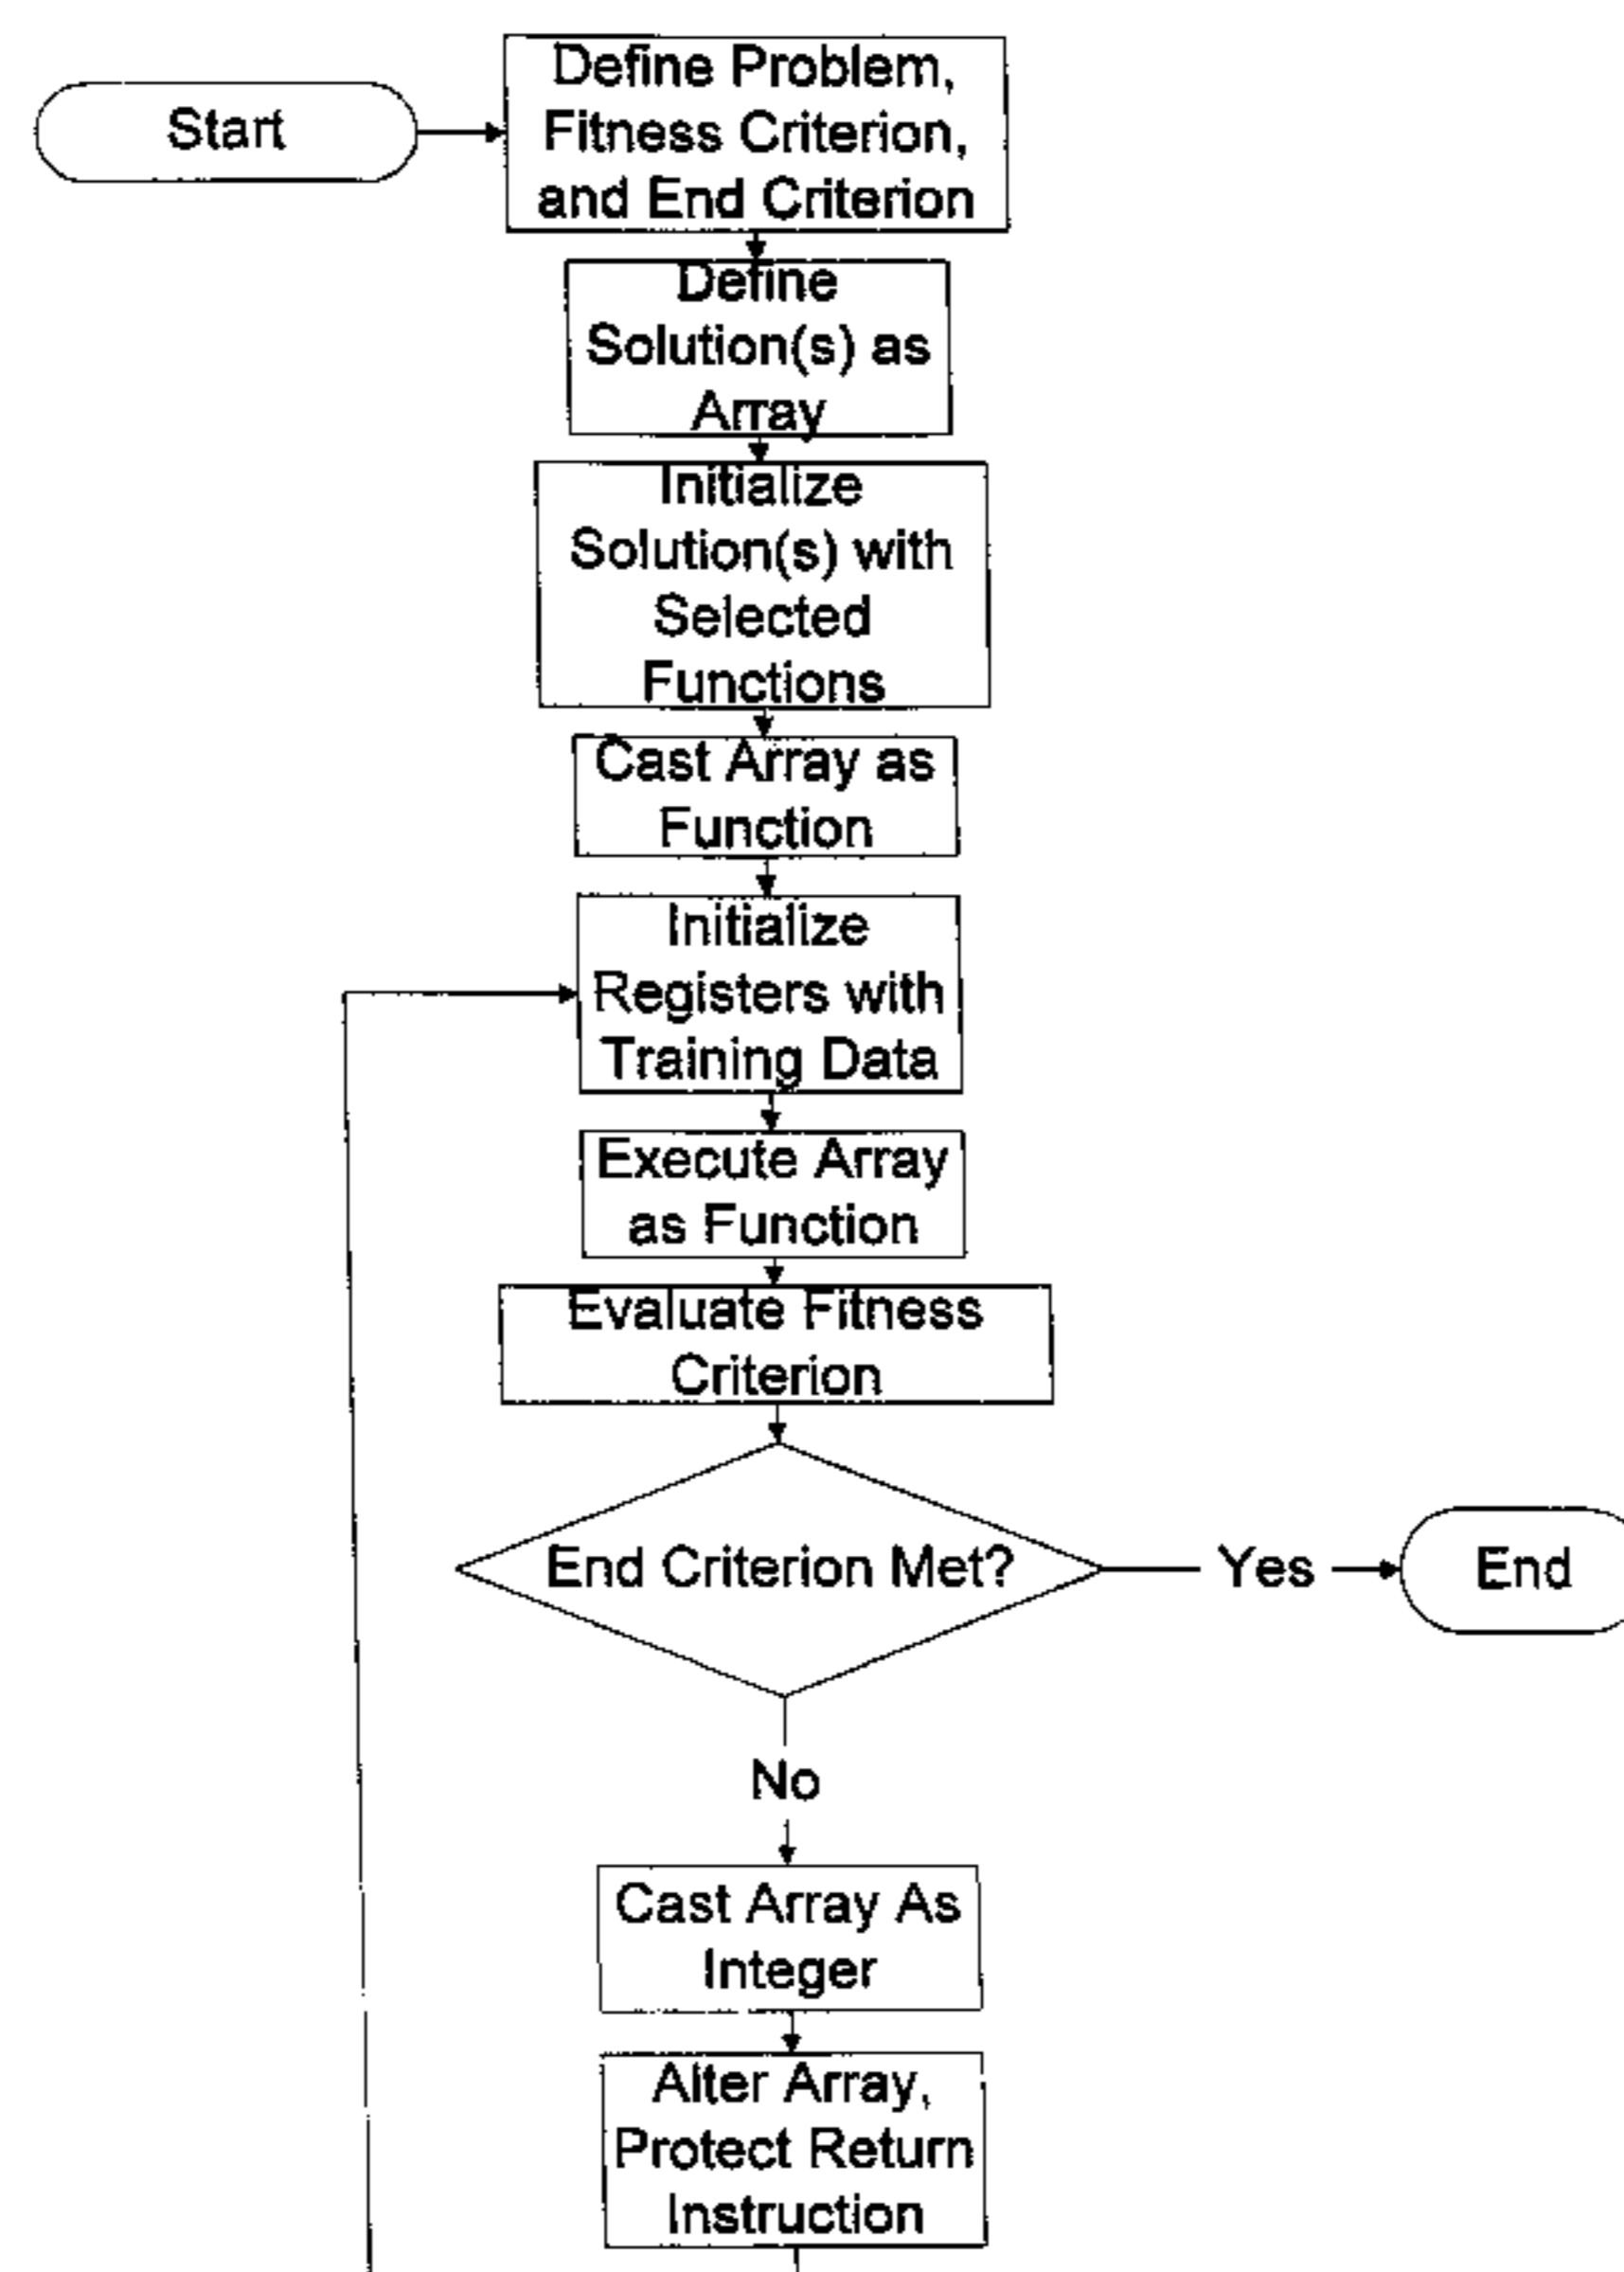 Start
Define Problem,
Fitness Criterion,
and End Criterion
Define
Solution(s) as
Array
Initialize
Solution(s) with
Selected
Functions
Cast Array as
Function
Initialize
Registers with
Training Data
Execute Array
as Function
Evaluate Fitness
Criterion
End Criterion Met?
Yes
End
No
Cast Array As
Integer
Alter Array,
Protect Return
Instruction